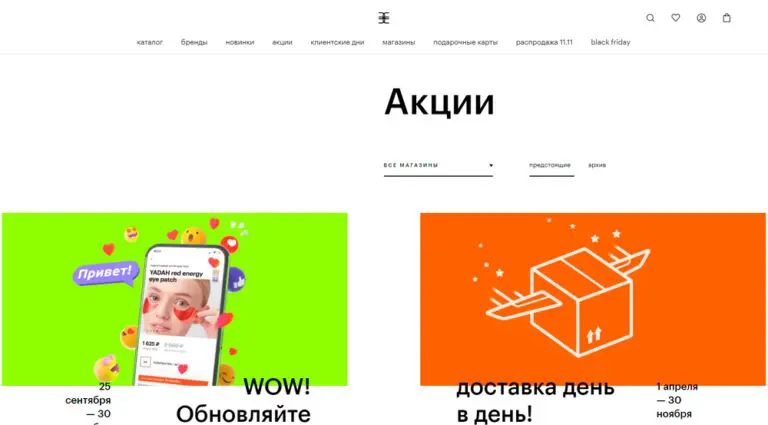 каталог бренды новинки акции клиентские дни магазины подарочные карты распродажа 11.11 black friday
Акции
ВСЕ МАГАЗИНЫ предстоящие архив
Привет!
YADAH red energy
eye patch
1 625 ₽
25
сентября
— 30
WOW!
Обновляйте
доставка день
в день!
1 апреля
— 30
ноября